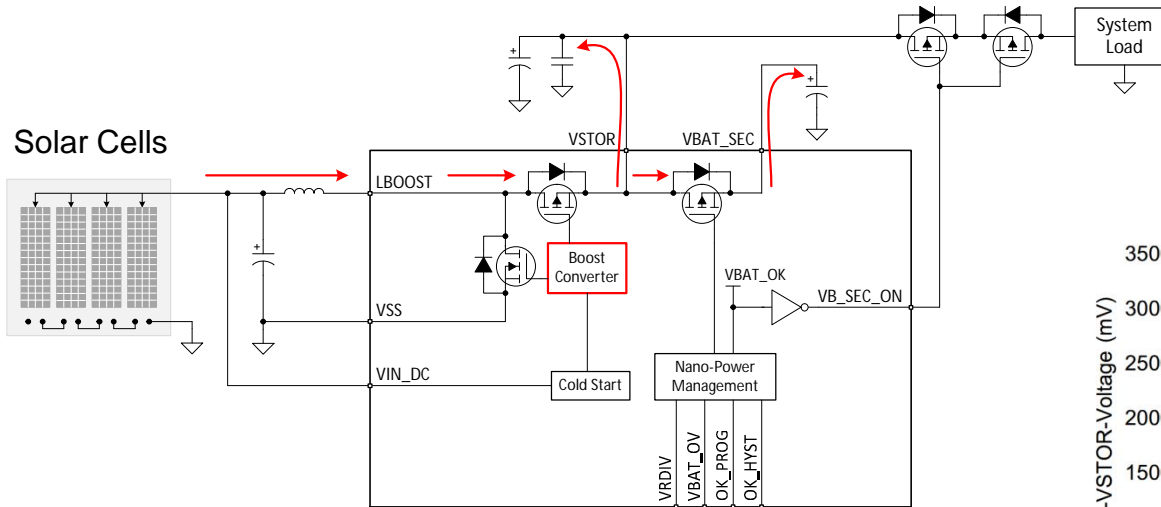 System
Load
VSTOR
VBAT_SEC
Solar Cells
LBOOST
Boost
Converter
VBAT_OK
VB_SEC_ON
VSS
VIN_DC
Cold Start
Nano-Power
Management
VRDIV
VBAT_OV
OK_PROG
OK_HYST
-VSTOR-Voltage (mV)
350
300
250
200
150